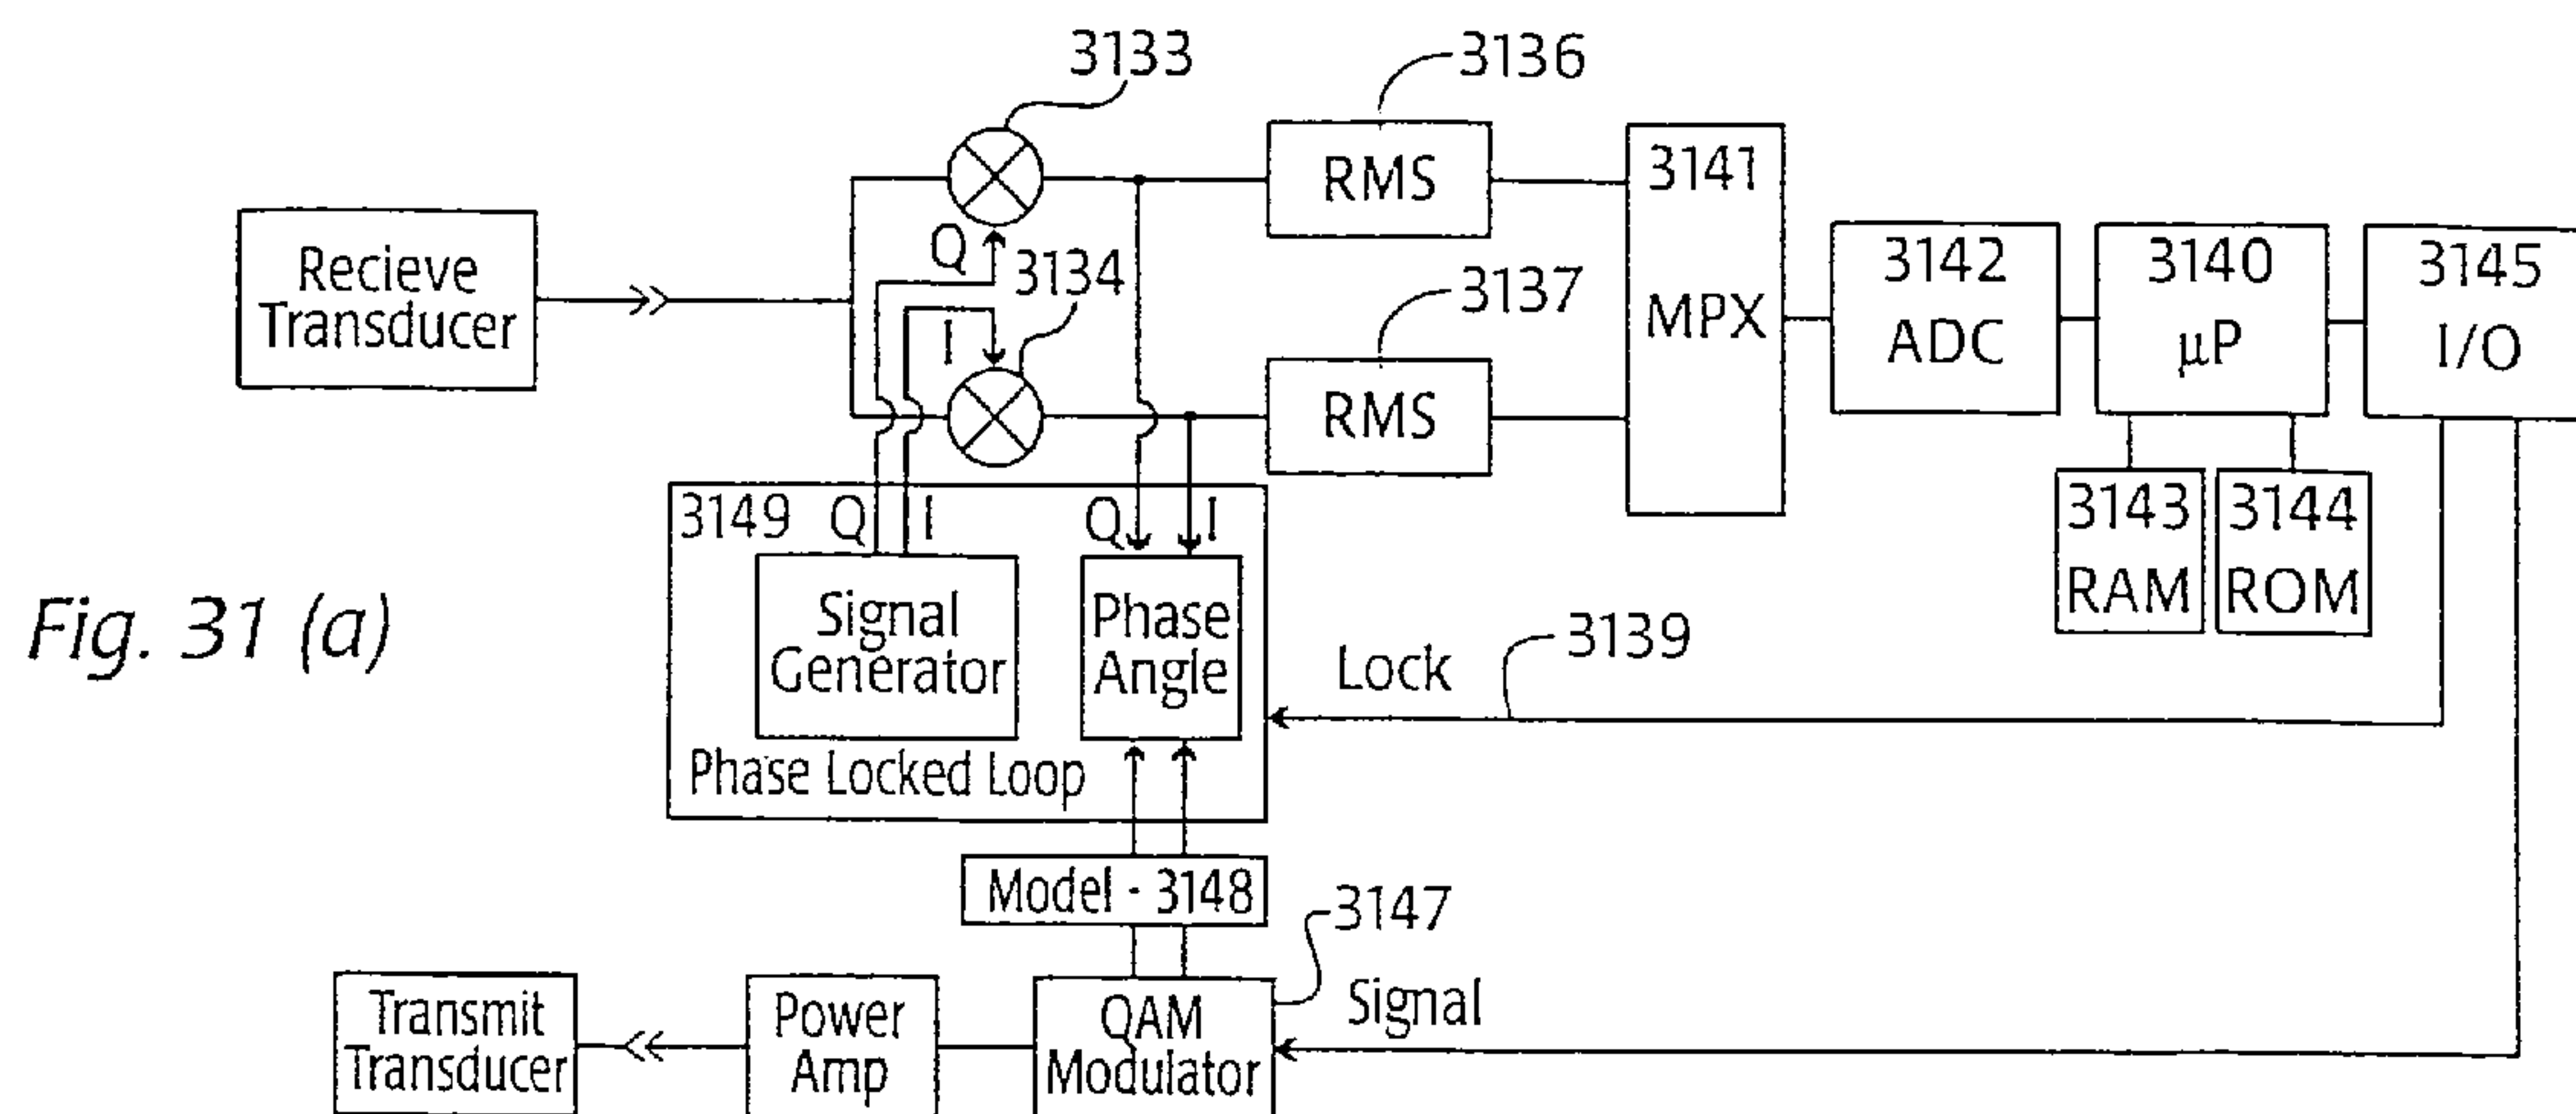 3133
3136
3141
RMS
MPX
Recieve
Transducer
Q
3134
I
3137
RMS
3142
ADC
3140
µP
3145
I/O
3143
RAM
3144
ROM
3149
Q
I
Q
I
Signal
Generator
Phase
Angle
Phase Locked Loop
Fig. 31 (a)
Lock
3139
Model - 3148
3147
Signal
Transmit
Transducer
Power
Amp
QAM
Modulator